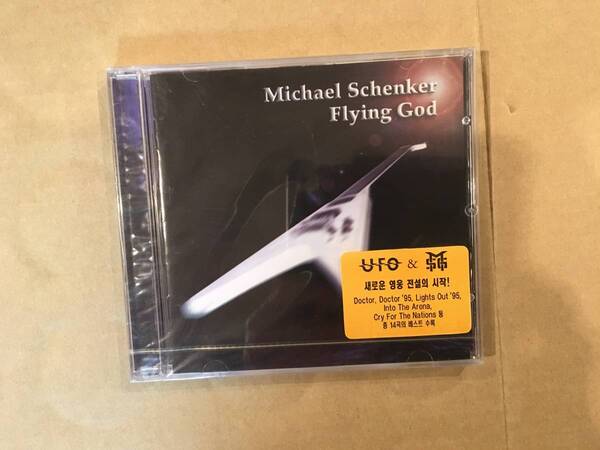 Michael Schenker
Flying God
UFO & MSG
새로운 영웅 전설의 시작!
Doctor, Doctor '95, Lights Out '95,
Into The Arona,
Cry For The Nations 등
총 14곡의 베스트 수록